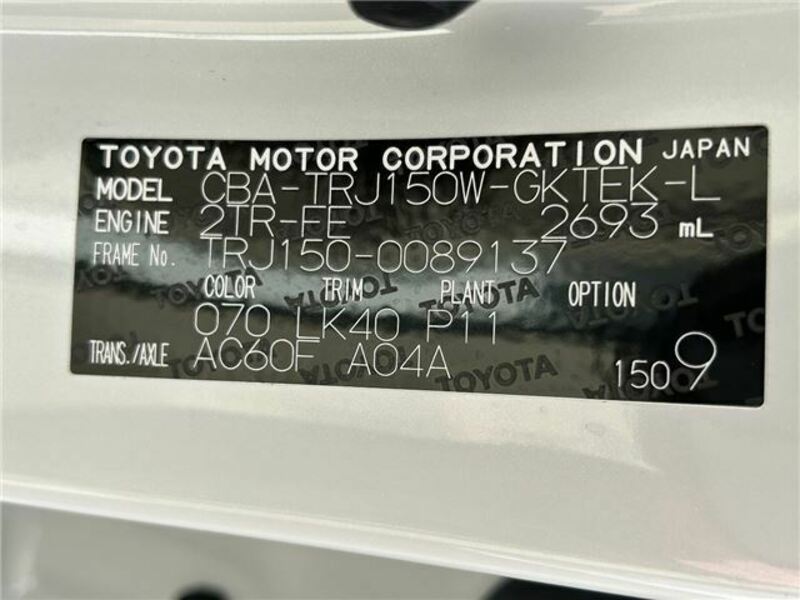 TOYOTA MOTOR CORPORATION JAPAN
MODEL CBA-TRJ150W-GKTEK-L
ENGINE 2TR-FE 2693 mL
FRAME No. TRJ150-0089137
COLOR TRIM PLANT OPTION
070 LK40 P11
TRANS./AXLE AC60F A04A 1509